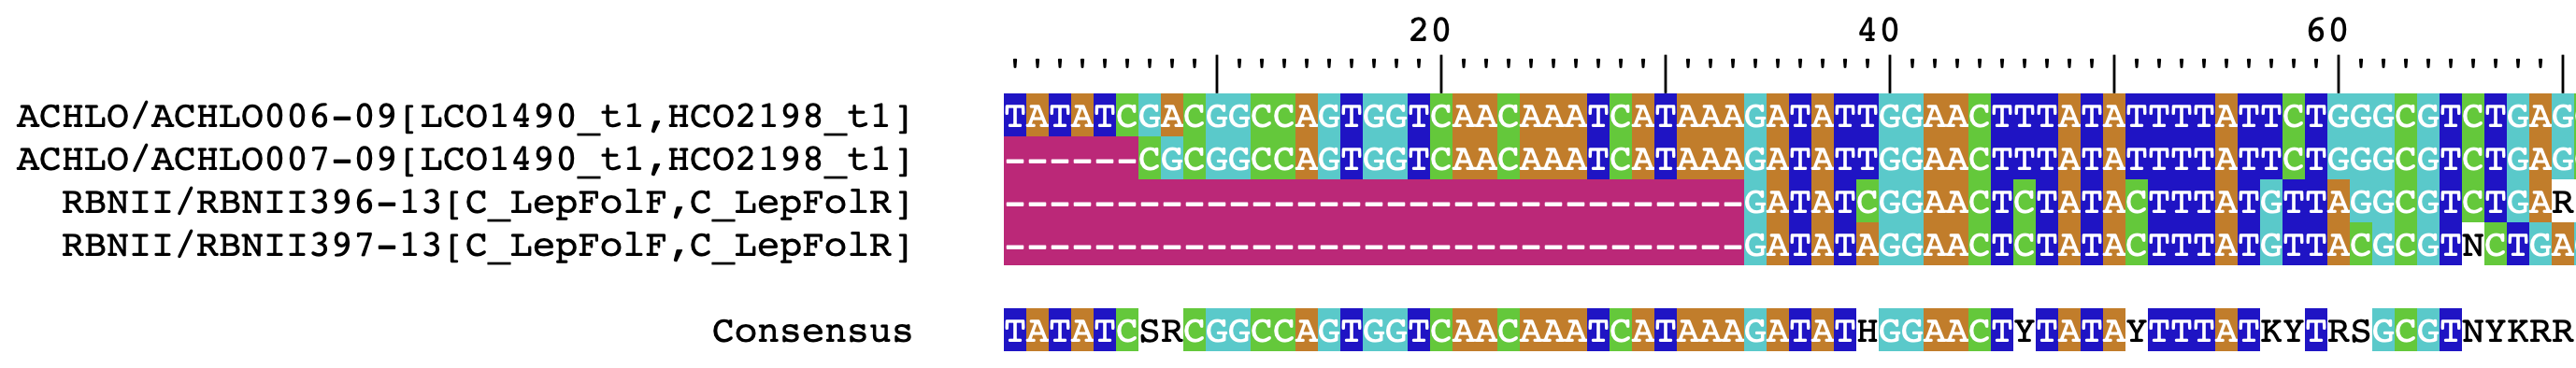 20 40 60
ACHLO/ACHLO006-09[LCO1490_t1,HCO2198_t1] TATATCGACGGCCAGTGGTCAACAAATCATAAAGATATTGGAACTTTATATTTTATTCTGGGCGTCTGAG
ACHLO/ACHLO007-09[LCO1490_t1,HCO2198_t1] ------CGCGGCCAGTGGTCAACAAATCATAAAGATATTGGAACTTTATATTTTATTCTGGGCGTCTGAG
RBNII/RBNII396-13[C_LepFolF,C_LepFolR] ---------------------------------GATATCGGAACTCTATACTTTATGTTAGGCGTCTGAR
RBNII/RBNII397-13[C_LepFolF,C_LepFolR] ---------------------------------GATATAGGAACTCTATACTTTATGTTACGCGTNCTGA
Consensus TATATCSRCGGCCAGTGGTCAACAAATCATAAAGATATHGGAACTYTATAYTTTATKYTRSGCGTNYKRR